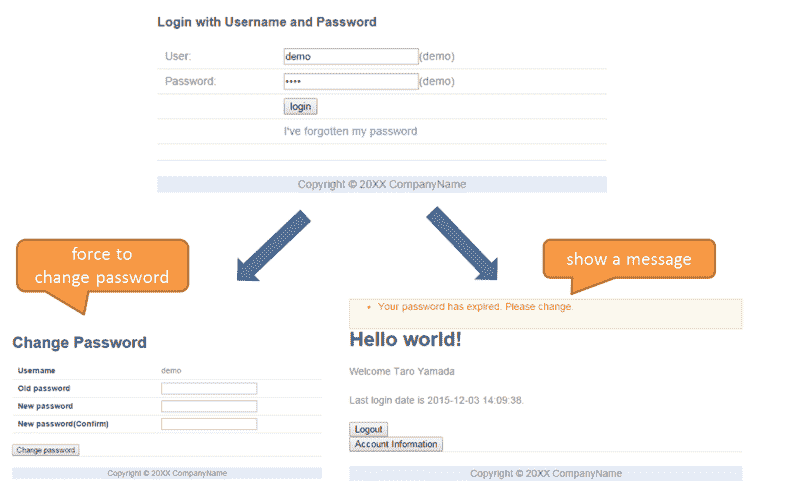 Login with Username and Password
User: demo (demo)
Password: •••• (demo)
login
I've forgotten my password
Copyright © 20XX CompanyName
force to
change password
show a message
Your password has expired. Please change.
Change Password
Username demo
Old password
New password
New password(Confirm)
Change password
Copyright © 20XX CompanyName
Hello world!
Welcome Taro Yamada
Last login date is 2015-12-03 14:09:38.
Logout
Account Information
Copyright © 20XX CompanyName